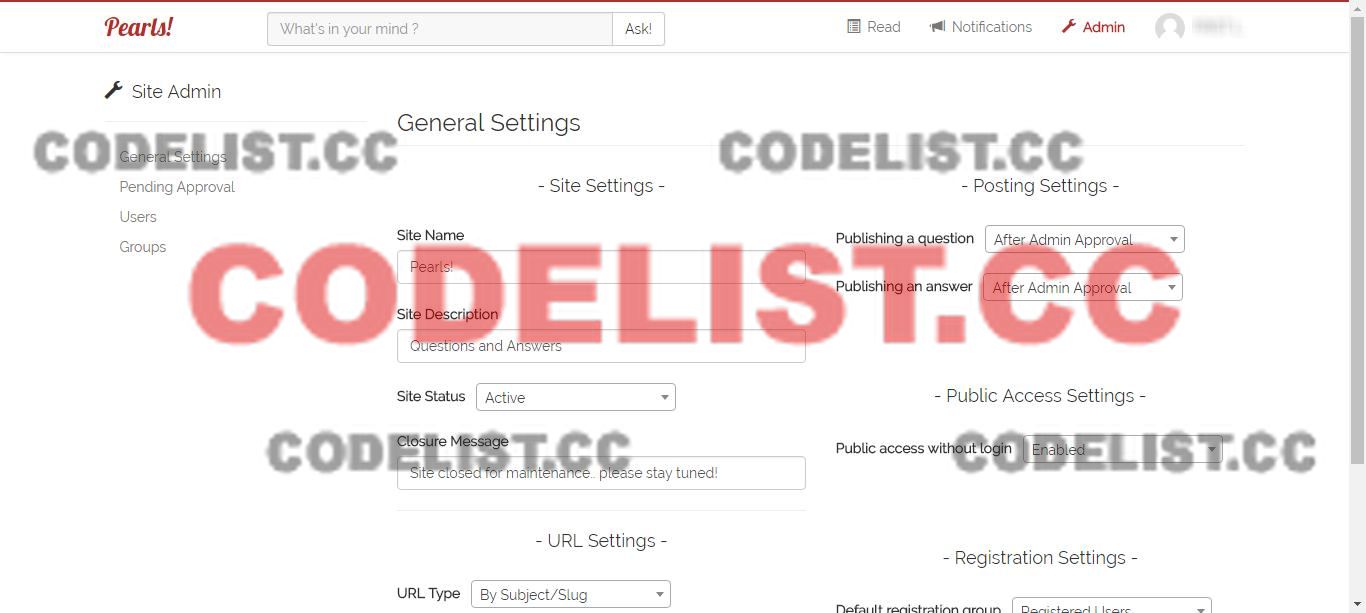 Pearls!
What's in your mind ?
Ask!
Read
Notifications
Admin
Site Admin
General Settings
Pending Approval
Users
Groups
General Settings
- Site Settings -
Site Name
Pearls!
Site Description
Questions and Answers
Site Status
Active
Closure Message
Site closed for maintenance.. please stay tuned!
- URL Settings -
URL Type
By Subject/Slug
- Posting Settings -
Publishing a question
After Admin Approval
Publishing an answer
After Admin Approval
- Public Access Settings -
Public access without login
Enabled
- Registration Settings -
Default registration group
Registered Users
CODELIST.CC
CODELIST.CC
CODELIST.CC
CODELIST.CC
CODELIST.CC